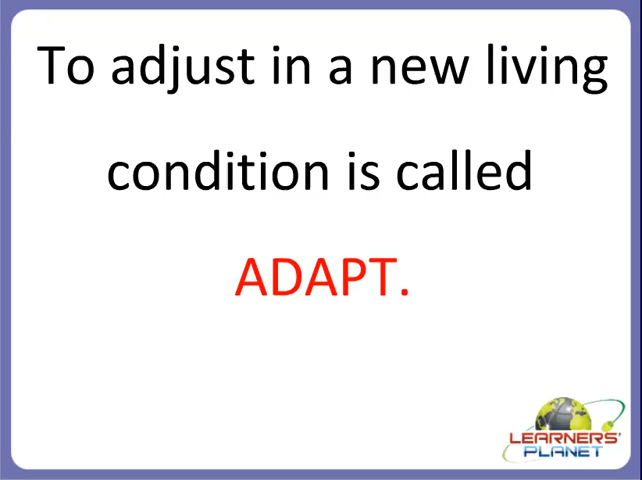 To adjust in a new living
condition is called
ADAPT.
LEARNERS'
PLANET